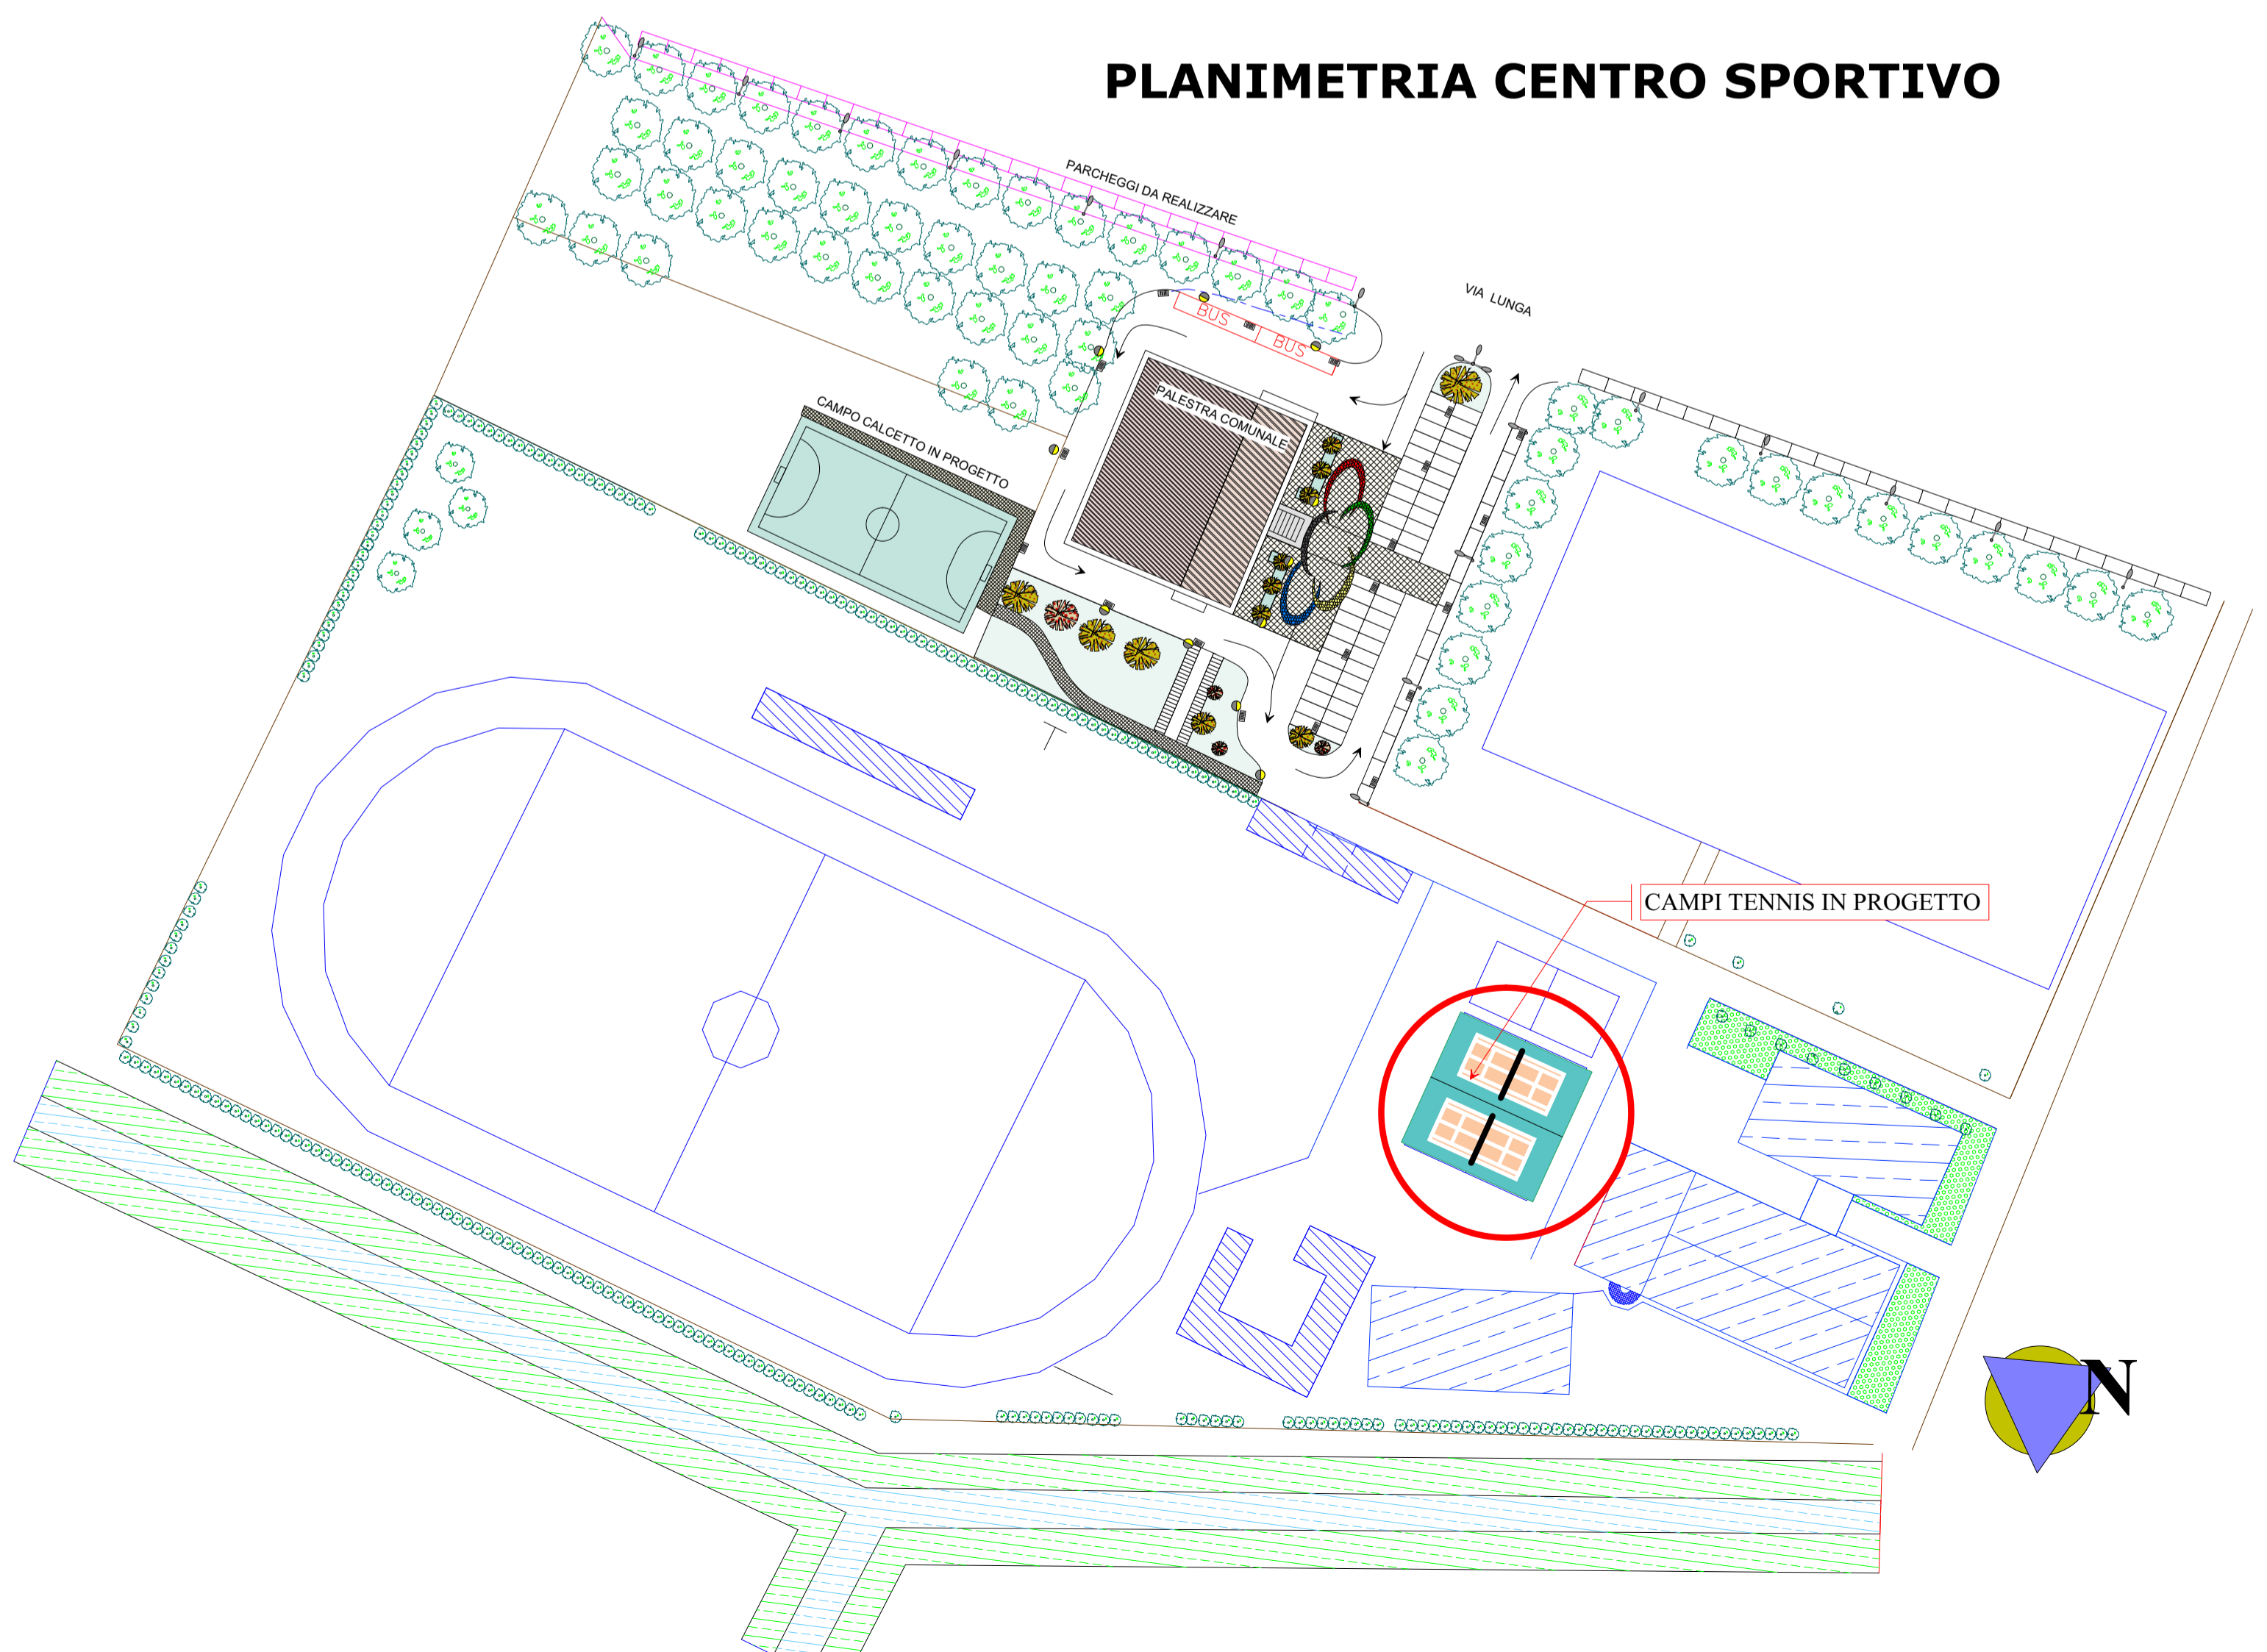 PLANIMETRIA CENTRO SPORTIVO
PARCHEGGI DA REALIZZARE
VIA LUNGA
BUS
BUS
PALESTRA COMUNALE
CAMPO CALCETTO IN PROGETTO
CAMPI TENNIS IN PROGETTO
N